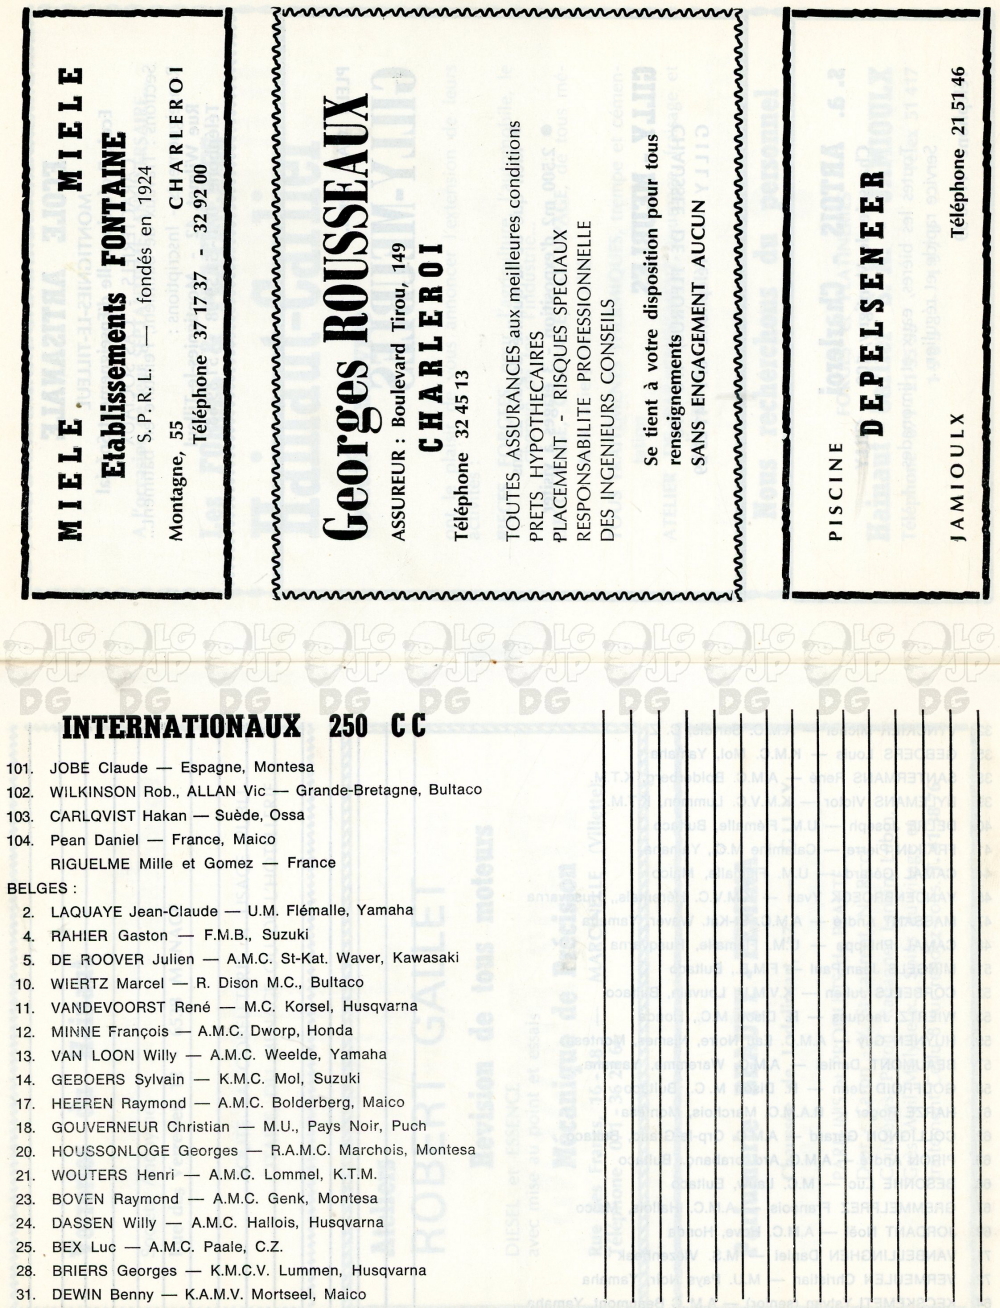 MIELE MIELE
Etablissements FONTAINE
S. P. R. L. — fondés en 1924
Montagne, 55 CHARLEROI
Téléphone 37 17 37 - 32 92 00
Georges ROUSSEAUX
ASSUREUR : Boulevard Tirou, 149
CHARLEROI
Téléphone 32 45 13
TOUTES ASSURANCES aux meilleures conditions
PRETS HYPOTHECAIRES
PLACEMENT - RISQUES SPECIAUX
RESPONSABILITE PROFESSIONNELLE
DES INGENIEURS CONSEILS
Se tient à votre disposition pour tous
renseignements
SANS ENGAGEMENT AUCUN
PISCINE
DEPELSENEER
JAMIOULX Téléphone 21 51 46
INTERNATIONAUX 250 CC
101. JOBE Claude — Espagne, Montesa
102. WILKINSON Rob., ALLAN Vic — Grande-Bretagne, Bultaco
103. CARLQVIST Hakan — Suède, Ossa
104. Pean Daniel — France, Maico
RIGUELME Mille et Gomez — France
BELGES :
2. LAQUAYE Jean-Claude — U.M. Flémalle, Yamaha
4. RAHIER Gaston — F.M.B., Suzuki
5. DE ROOVER Julien — A.M.C. St-Kat. Waver, Kawasaki
10. WIERTZ Marcel — R. Dison M.C., Bultaco
11. VANDEVOORST René — M.C. Korsel, Husqvarna
12. MINNE François — A.M.C. Dworp, Honda
13. VAN LOON Willy — A.M.C. Weelde, Yamaha
14. GEBOERS Sylvain — K.M.C. Mol, Suzuki
17. HEEREN Raymond — A.M.C. Bolderberg, Maico
18. GOUVERNEUR Christian — M.U., Pays Noir, Puch
20. HOUSSONLOGE Georges — R.A.M.C. Marchois, Montesa
21. WOUTERS Henri — A.M.C. Lommel, K.T.M.
23. BOVEN Raymond — A.M.C. Genk, Montesa
24. DASSEN Willy — A.M.C. Hallois, Husqvarna
25. BEX Luc — A.M.C. Paale, C.Z.
28. BRIERS Georges — K.M.C.V. Lummen, Husqvarna
31. DEWIN Benny — K.A.M.V. Mortseel, Maico